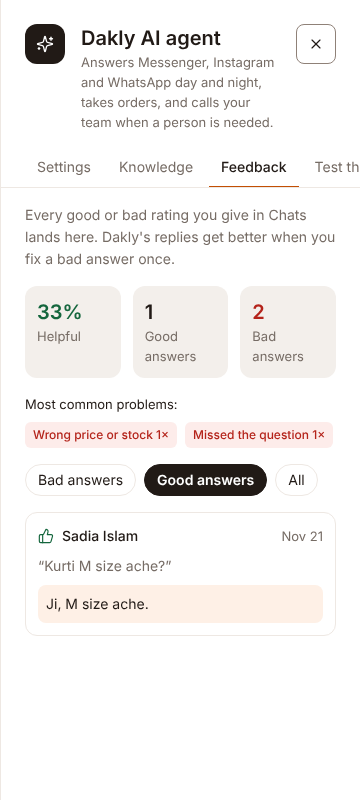 Dakly AI agent
Answers Messenger, Instagram
and WhatsApp day and night,
takes orders, and calls your
team when a person is needed.
Settings Knowledge Feedback Test th
Every good or bad rating you give in Chats
lands here. Dakly's replies get better when you
fix a bad answer once.
33% 1 2
Helpful Good Bad
answers answers
Most common problems:
Wrong price or stock 1× Missed the question 1×
Bad answers Good answers All
Sadia Islam Nov 21
“Kurti M size ache?”
Ji, M size ache.